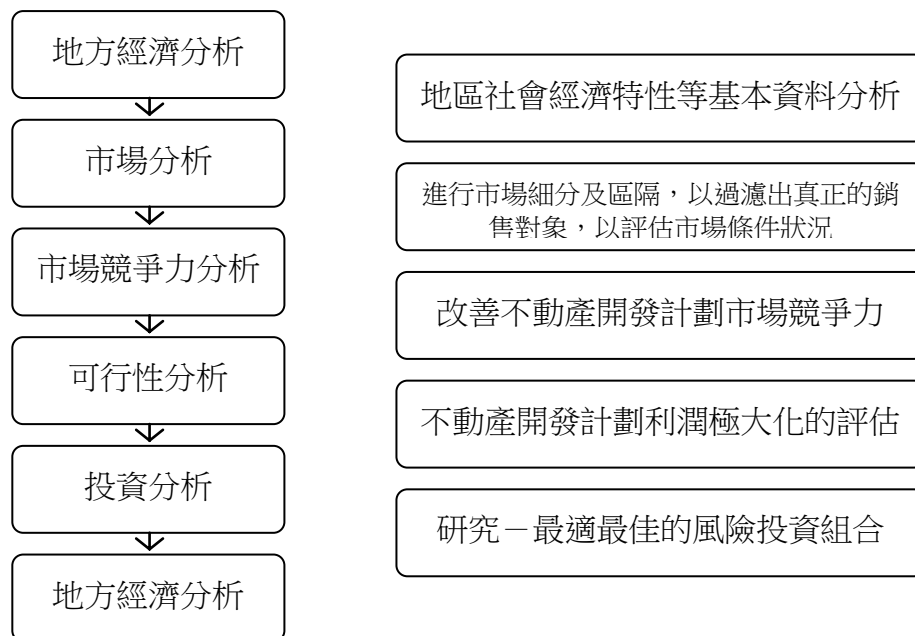 地方經濟分析
市場分析
市場競爭力分析
可行性分析
投資分析
地方經濟分析
地區社會經濟特性等基本資料分析
進行市場細分及區隔，以過濾出真正的銷
售對象，以評估市場條件狀況
改善不動產開發計劃市場競爭力
不動產開發計劃利潤極大化的評估
研究－最適最佳的風險投資組合